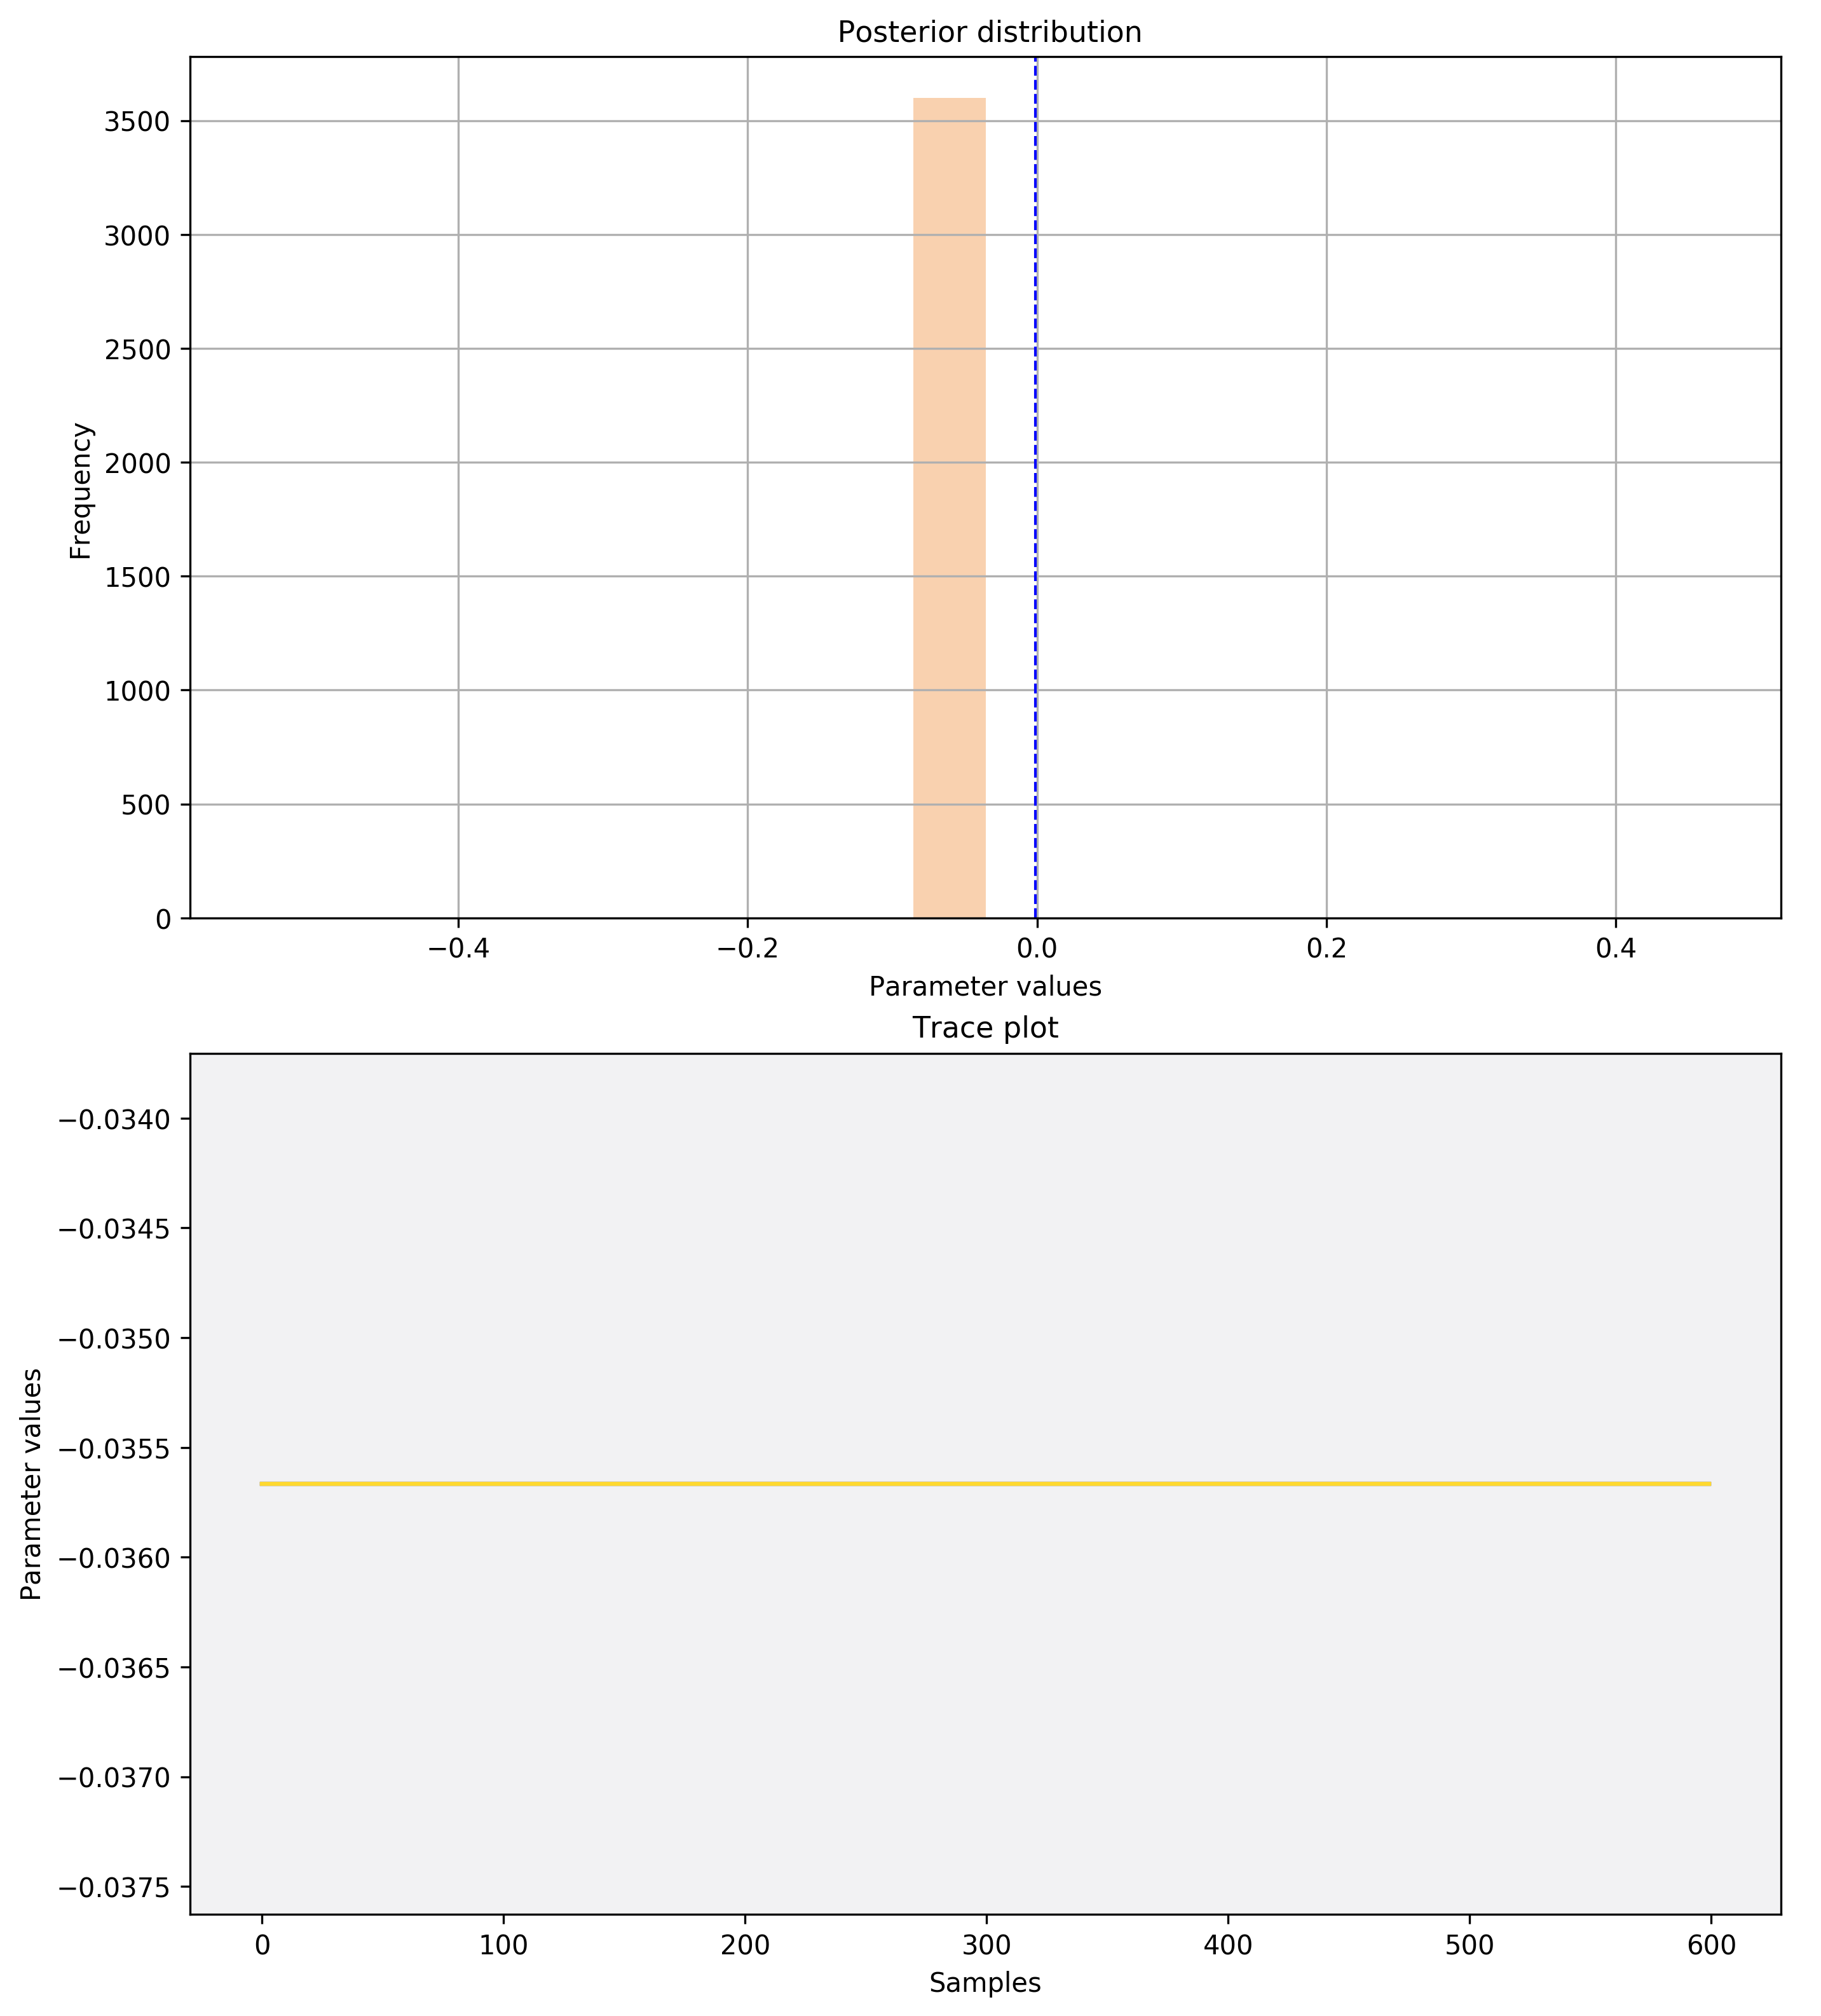 Posterior distribution
3500
3000
2500
2000
1500
1000
500
0
Frequency
−0.4 −0.2 0.0 0.2 0.4
Parameter values
Trace plot
−0.0340
−0.0345
−0.0350
−0.0355
−0.0360
−0.0365
−0.0370
−0.0375
Parameter values
0 100 200 300 400 500 600
Samples